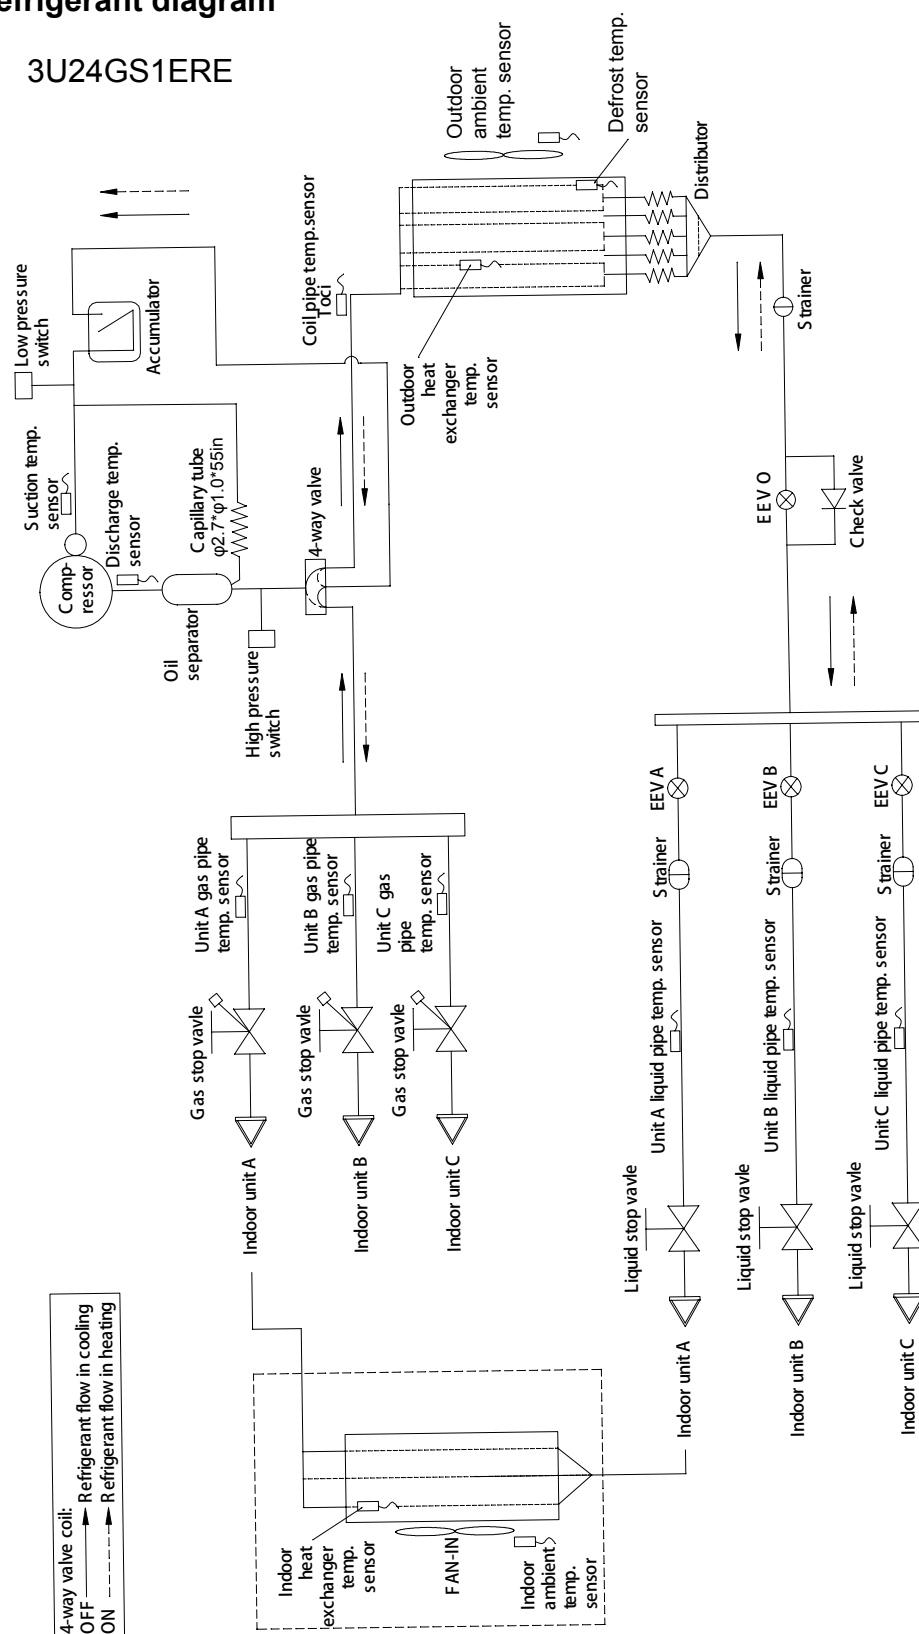 efrigerant diagram
3U24GS1ERE
Low pressure
switch
Accumulator
Suction temp.
sensor
Discharge temp.
sensor
Comp-
ressor
Capillary tube
φ2.7*φ1.0*55in
Oil
separator
High pressure
switch
4-way valve
Coil pipe temp.sensor
Toci
Outdoor
ambient
temp. sensor
Defrost temp.
sensor
Distributor
Outdoor
heat
exchanger
temp.
sensor
Strainer
EEV O
Check valve
Unit A gas pipe
temp. sensor
Unit B gas pipe
temp. sensor
Unit C gas
pipe
temp. sensor
Gas stop vavle
Gas stop vavle
Gas stop vavle
Indoor unit A
Indoor unit B
Indoor unit C
EEV A
EEV B
EEV C
Strainer
Strainer
Strainer
Unit A liquid pipe temp. sensor
Unit B liquid pipe temp. sensor
Unit C liquid pipe temp. sensor
Liquid stop vavle
Liquid stop vavle
Liquid stop vavle
Indoor unit A
Indoor unit B
Indoor unit C
4-way valve coil:
OFF Refrigerant flow in cooling
ON Refrigerant flow in heating
Indoor
heat
exchanger
temp.
sensor
FAN-IN
Indoor
ambient
temp.
sensor